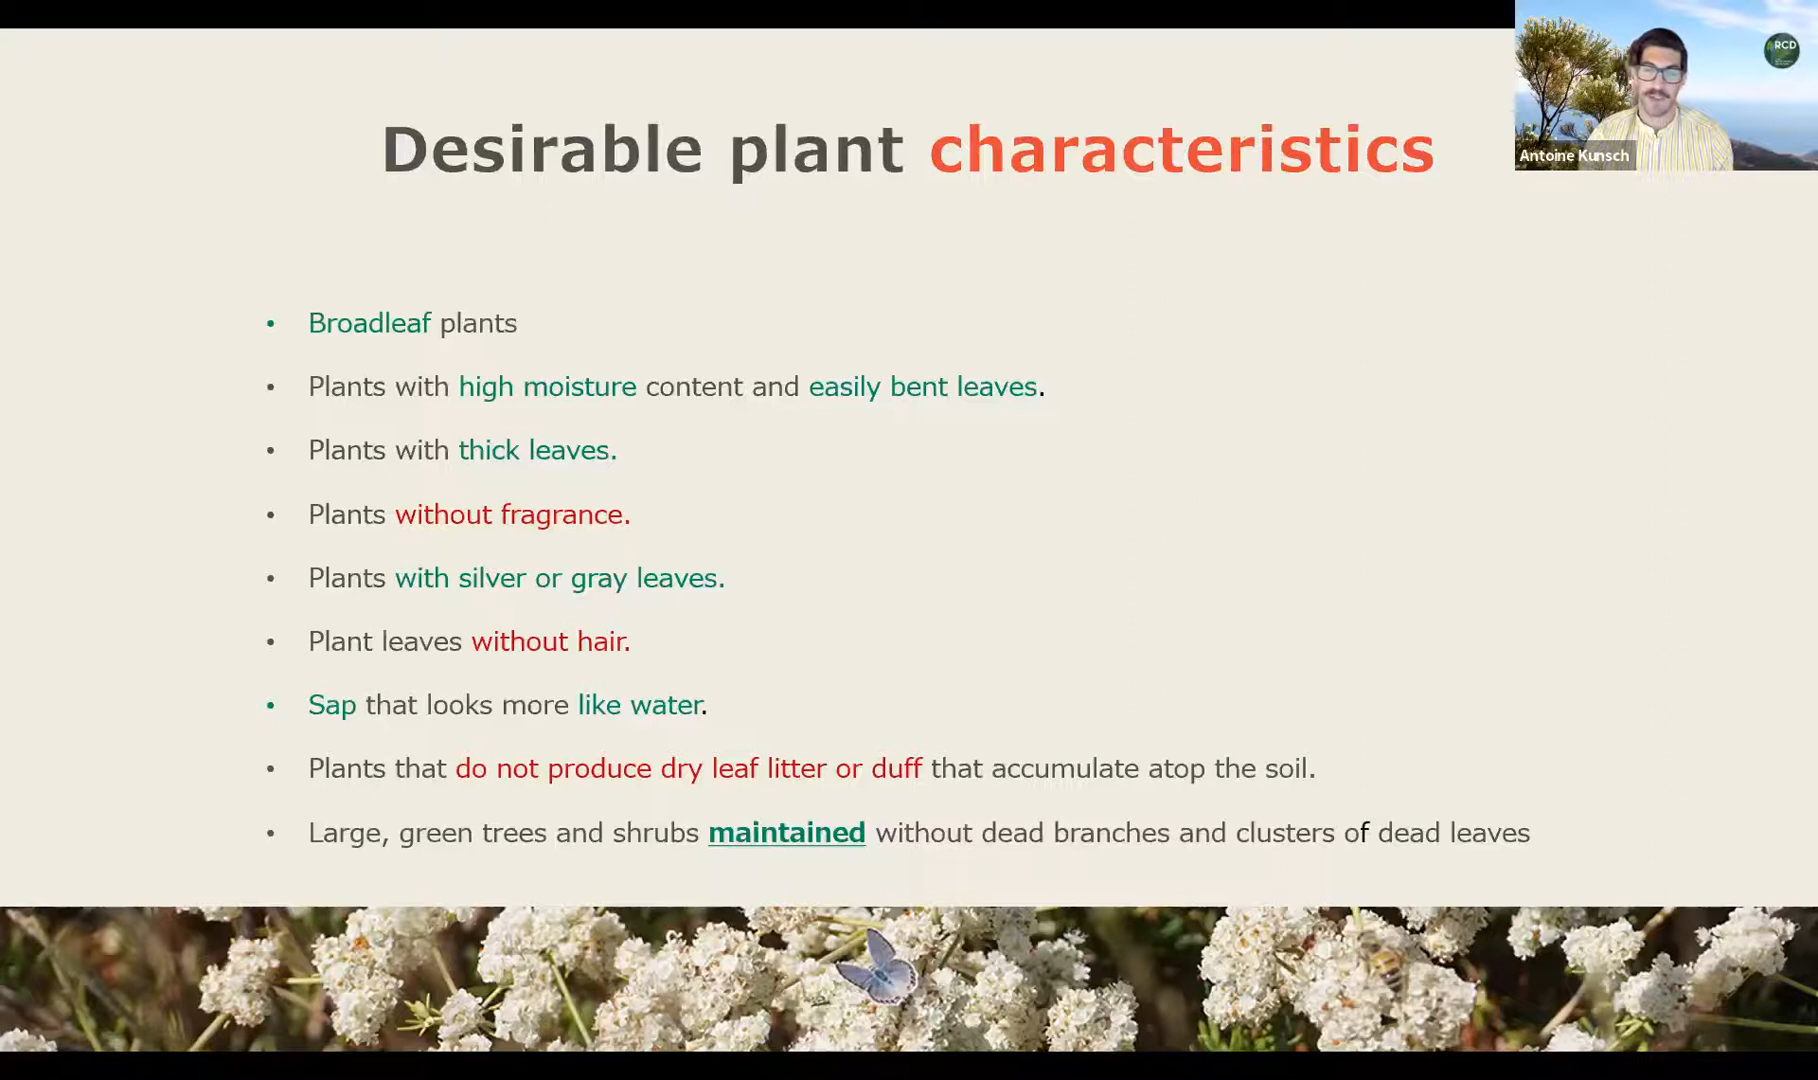 RCD
Antoine Kunsch
Desirable plant characteristics
• Broadleaf plants
• Plants with high moisture content and easily bent leaves.
• Plants with thick leaves.
• Plants without fragrance.
• Plants with silver or gray leaves.
• Plant leaves without hair.
• Sap that looks more like water.
• Plants that do not produce dry leaf litter or duff that accumulate atop the soil.
• Large, green trees and shrubs maintained without dead branches and clusters of dead leaves